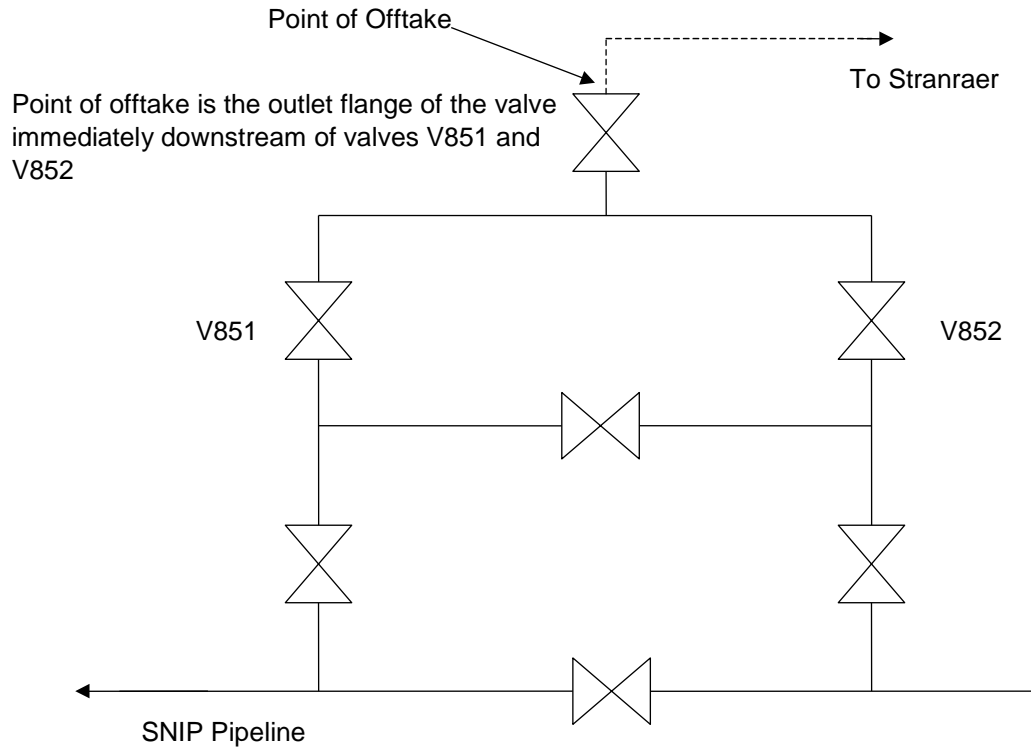 Point of Offtake
To Stranraer
Point of offtake is the outlet flange of the valve
immediately downstream of valves V851 and
V852
V851
V852
SNIP Pipeline